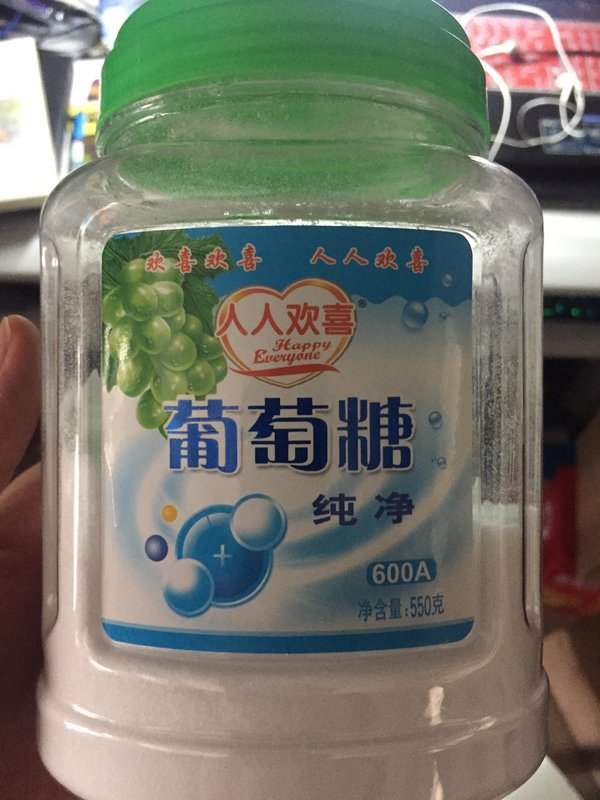 欢喜欢喜 人人欢喜
人人欢喜®
Happy
Everyone
葡萄糖
纯净
600A
净含量:550克